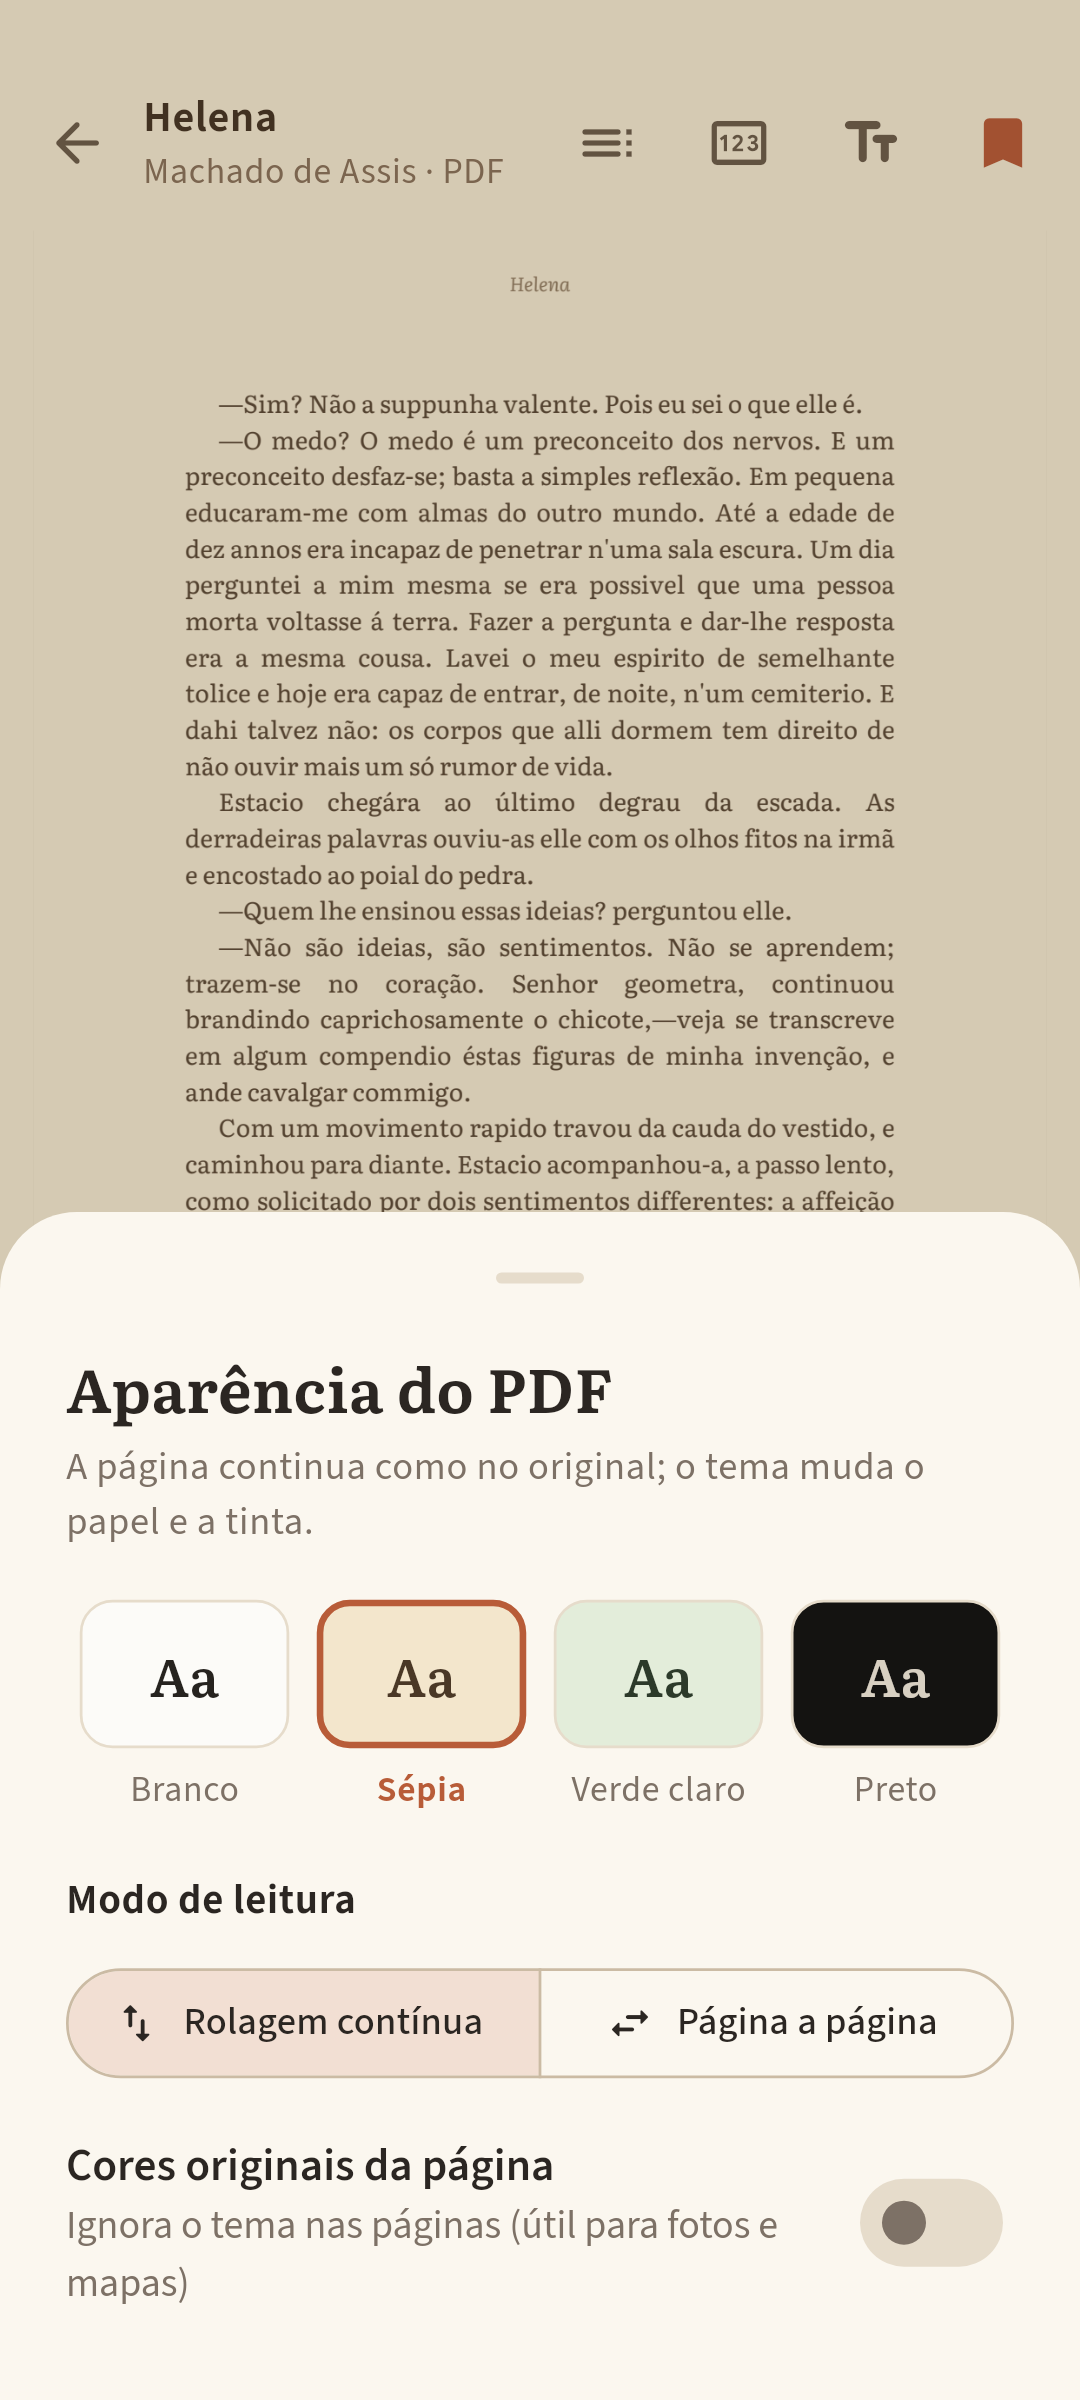 Helena
Machado de Assis · PDF
123
Tт
Helena
—Sim? Não a suppunha valente. Pois eu sei o que elle é.
—O medo? O medo é um preconceito dos nervos. E um
preconceito desfaz-se; basta a simples reflexão. Em pequena
educaram-me com almas do outro mundo. Até a edade de
dez annos era incapaz de penetrar n'uma sala escura. Um dia
perguntei a mim mesma se era possivel que uma pessoa
morta voltasse á terra. Fazer a pergunta e dar-lhe resposta
era a mesma cousa. Lavei o meu espirito de semelhante
tolice e hoje era capaz de entrar, de noite, n'um cemiterio. E
dahi talvez não: os corpos que alli dormem tem direito de
não ouvir mais um só rumor de vida.
Estacio chegára ao último degrau da escada. As
derradeiras palavras ouviu-as elle com os olhos fitos na irmã
e encostado ao poial do pedra.
—Quem lhe ensinou essas ideias? perguntou elle.
—Não são ideias, são sentimentos. Não se aprendem;
trazem-se no coração. Senhor geometra, continuou
brandindo caprichosamente o chicote,—veja se transcreve
em algum compendio éstas figuras de minha invenção, e
ande cavalgar commigo.
Com um movimento rapido travou da cauda do vestido, e
caminhou para diante. Estacio acompanhou-a, a passo lento,
como solicitado por dois sentimentos differentes: a affeição
Aparência do PDF
A página continua como no original; o tema muda o
papel e a tinta.
Aa Aa Aa Aa
Branco Sépia Verde claro Preto
Modo de leitura
Rolagem contínua Página a página
Cores originais da página
Ignora o tema nas páginas (útil para fotos e
mapas)